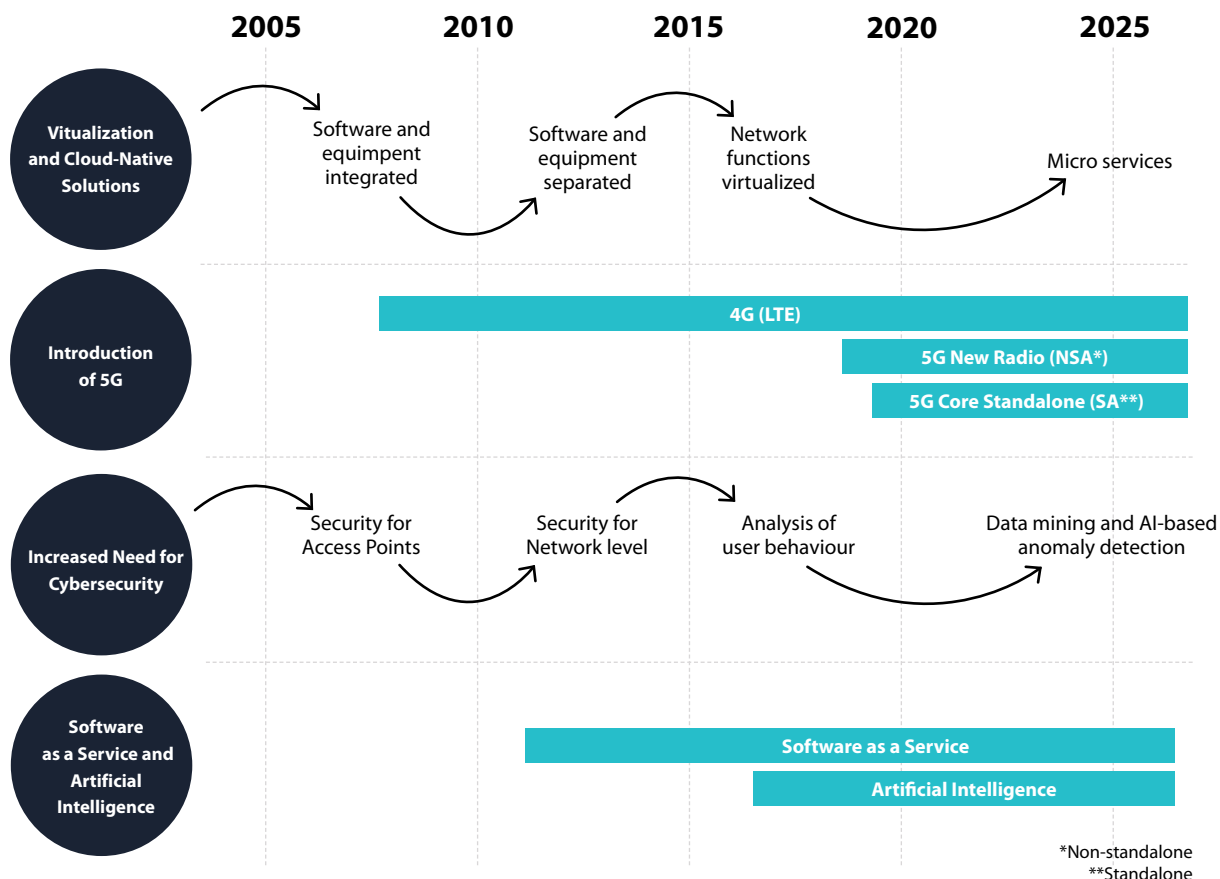 2005 2010 2015 2020 2025
Vitualization
and Cloud-Native
Solutions
Software and
equimpent
integrated
Software and
equipment
separated
Network
functions
virtualized
Micro services
Introduction
of 5G
4G (LTE)
5G New Radio (NSA*)
5G Core Standalone (SA**)
Increased Need for
Cybersecurity
Security for
Access Points
Security for
Network level
Analysis of
user behaviour
Data mining and AI-based
anomaly detection
Software
as a Service and
Artificial
Intelligence
Software as a Service
Artificial Intelligence
*Non-standalone
**Standalone